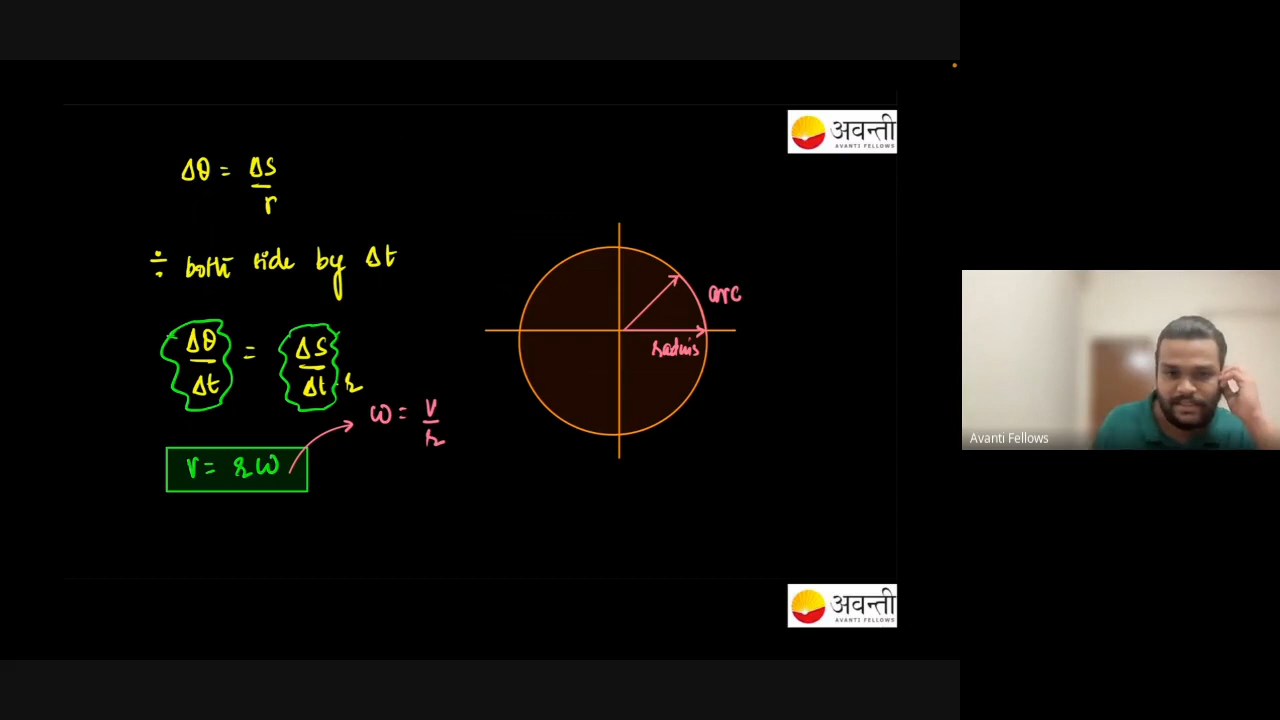 अवन्ती
AVANTI FELLOWS
Δθ = Δs / r
÷ both side by Δt
Δθ / Δt = Δs / Δt r
ω = v / r
v = rω
arc
radius
Avanti Fellows
अवन्ती
AVANTI FELLOWS